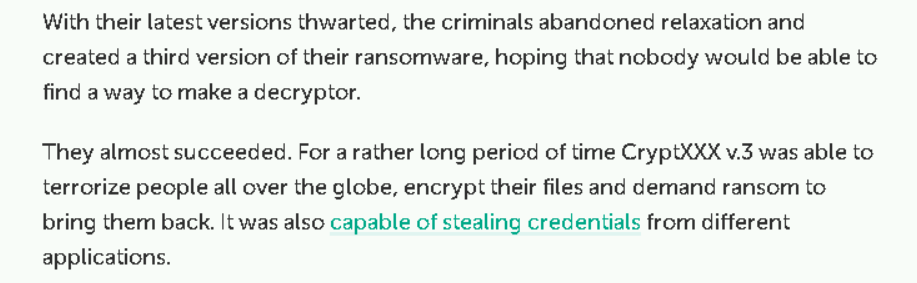 With their latest versions thwarted, the criminals abandoned relaxation and
created a third version of their ransomware, hoping that nobody would be able to
find a way to make a decryptor.
They almost succeeded. For a rather long period of time CryptXXX v.3 was able to
terrorize people all over the globe, encrypt their files and demand ransom to
bring them back. It was also capable of stealing credentials from different
applications.